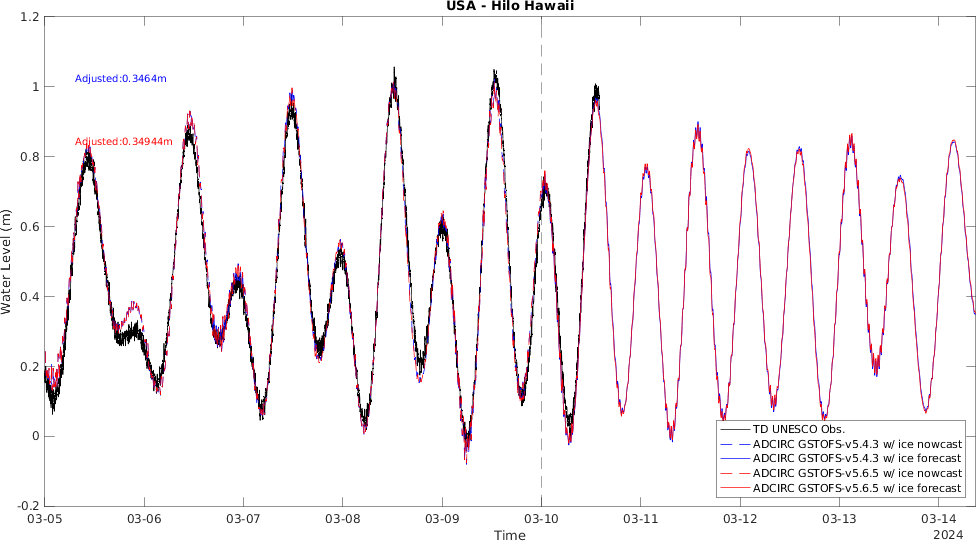 USA - Hilo Hawaii
1.2
1
0.8
0.6
0.4
0.2
0
-0.2
Water Level (m)
Adjusted:0.3464m
Adjusted:0.34944m
TD UNESCO Obs.
ADCIRC GSTOFS-v5.4.3 w/ ice nowcast
ADCIRC GSTOFS-v5.4.3 w/ ice forecast
ADCIRC GSTOFS-v5.6.5 w/ ice nowcast
ADCIRC GSTOFS-v5.6.5 w/ ice forecast
03-05 03-06 03-07 03-08 03-09 03-10 03-11 03-12 03-13 03-14
Time
2024